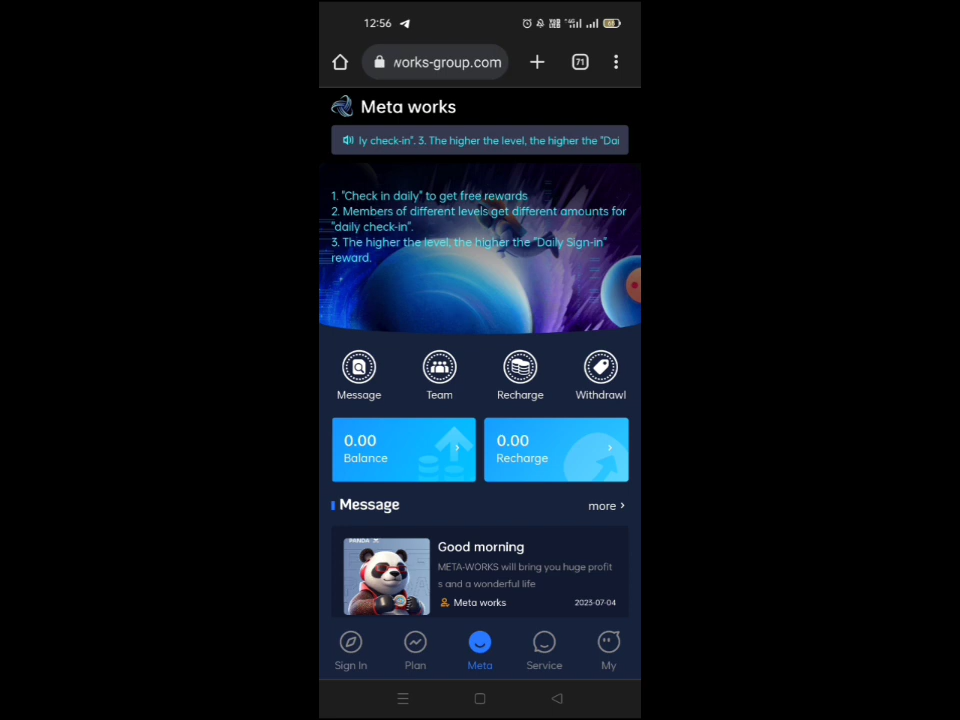 12:56
works-group.com
71
Meta works
ly check-in". 3. The higher the level, the higher the "Dai
1. "Check in daily" to get free rewards
2. Members of different levels get different amounts for
"daily check-in".
3. The higher the level, the higher the "Daily Sign-in"
reward.
Message Team Recharge Withdrawl
0.00 0.00
Balance Recharge
Message more
PANDA
Good morning
META-WORKS will bring you huge profit
s and a wonderful life
Meta works 2023-07-04
Sign In Plan Meta Service My